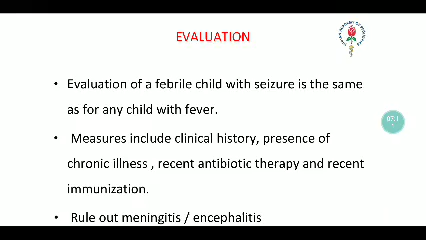 EVALUATION
• Evaluation of a febrile child with seizure is the same
as for any child with fever.
• Measures include clinical history, presence of
chronic illness , recent antibiotic therapy and recent
immunization.
• Rule out meningitis / encephalitis